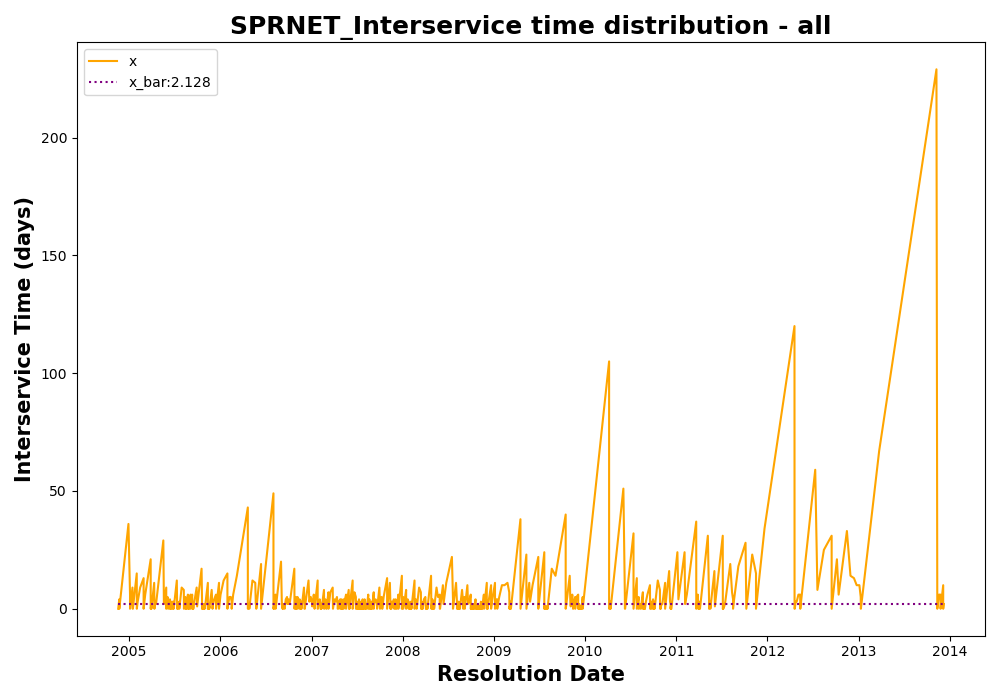 SPRNET_Interservice time distribution - all
x
x_bar:2.128
Interservice Time (days)
200
150
100
50
0
2005 2006 2007 2008 2009 2010 2011 2012 2013 2014
Resolution Date